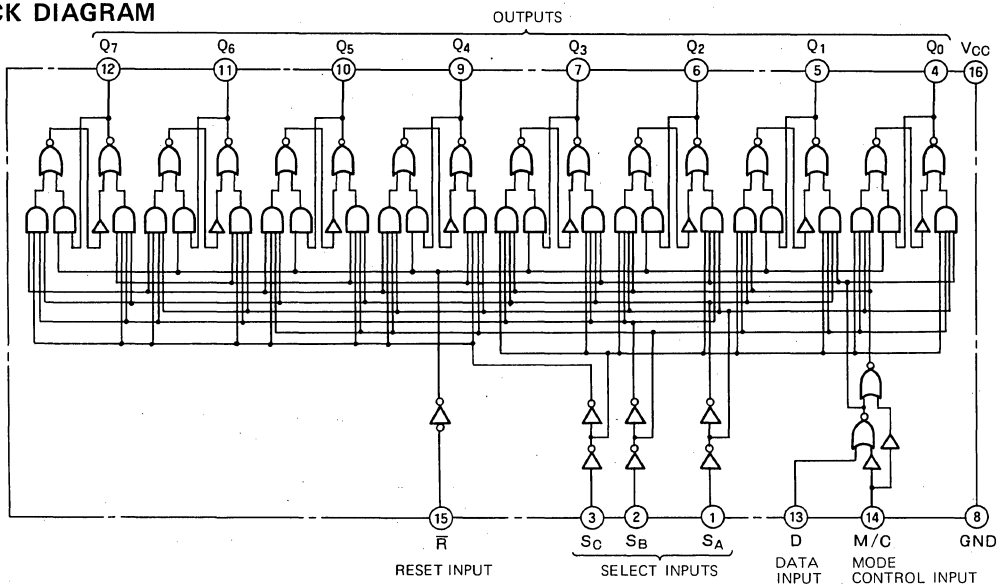 CK DIAGRAM
OUTPUTS
Q7 Q6 Q5 Q4 Q3 Q2 Q1 Q0 VCC
12 11 10 9 7 6 5 4 16
15 3 2 1 13 14 8
R̅ SC SB SA D M/C GND
RESET INPUT SELECT INPUTS DATA INPUT MODE CONTROL INPUT